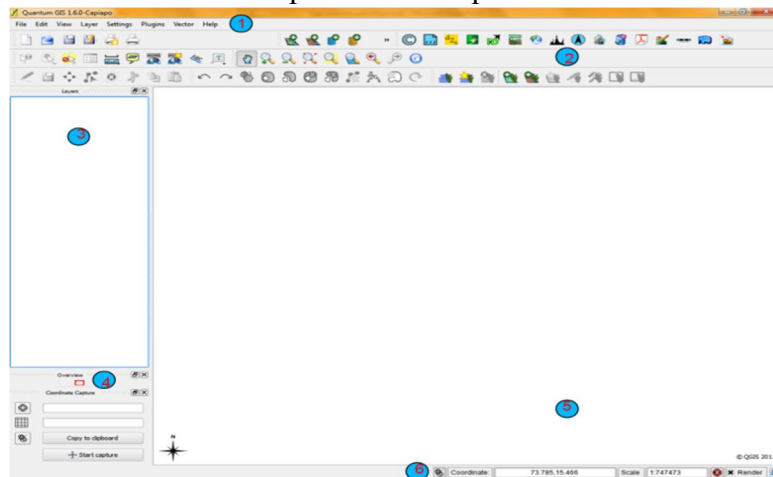 Quantum GIS 1.6.0-Capiapo
File Edit View Layer Settings Plugins Vector Help
1
2
Layers
3
Overview
4
Coordinate Capture
Copy to clipboard
Start capture
N
5
© QGIS 201
6
Coordinate: 73.785,15.466 Scale 1:747473 Render